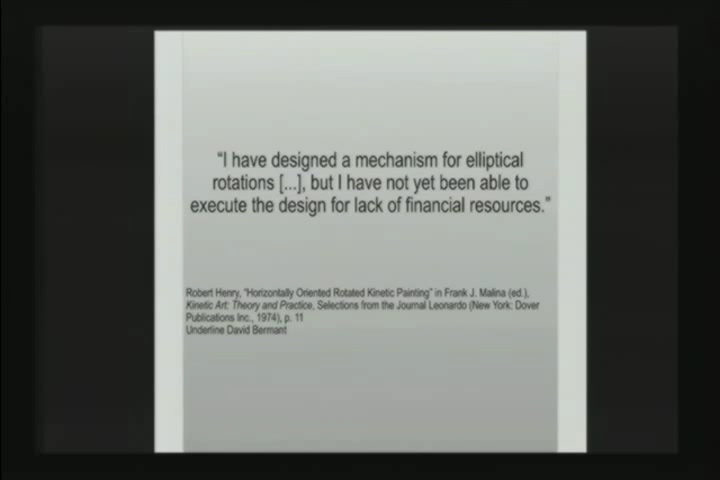 “I have designed a mechanism for elliptical
rotations [...], but I have not yet been able to
execute the design for lack of financial resources.”
Robert Henry, “Horizontally Oriented Rotated Kinetic Painting” in Frank J. Malina (ed.),
Kinetic Art: Theory and Practice, Selections from the Journal Leonardo (New York: Dover
Publications Inc., 1974), p. 11
Underline David Bermant